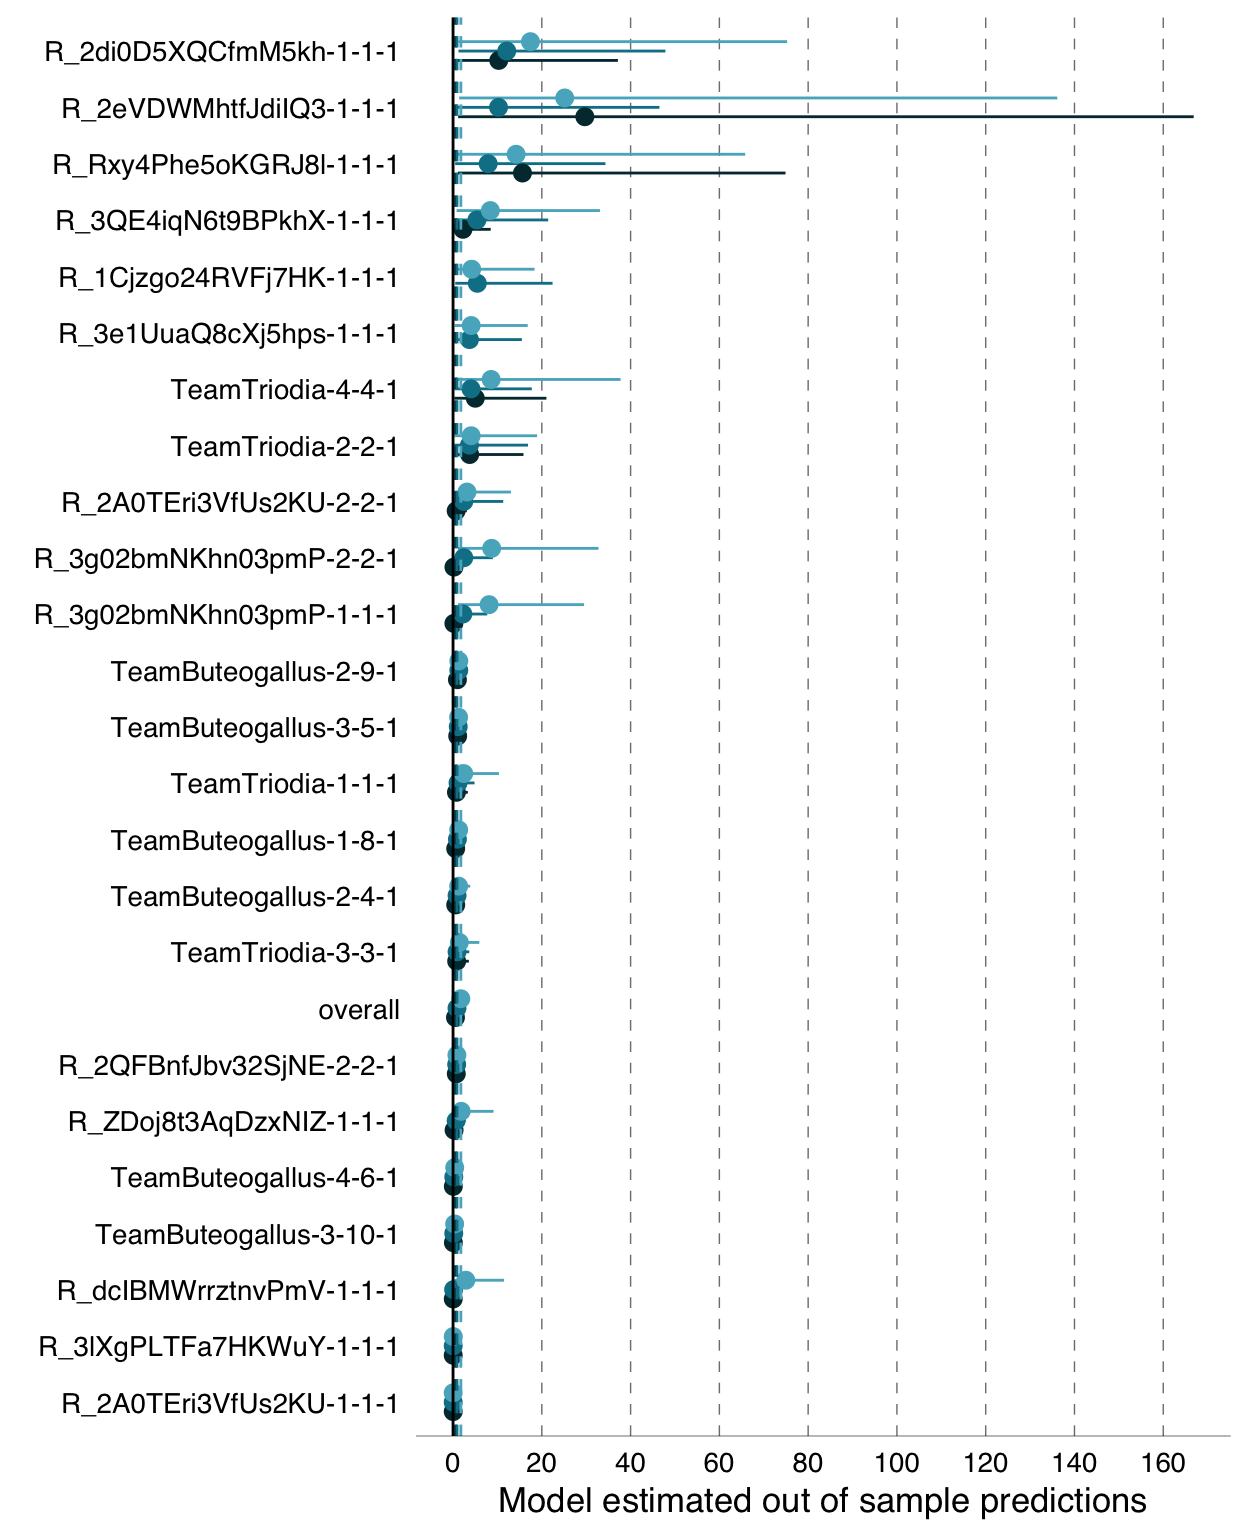 R_2di0D5XQCfmM5kh-1-1-1
R_2eVDWMhtfJdilQ3-1-1-1
R_Rxy4Phe5oKGRJ8l-1-1-1
R_3QE4iqN6t9BPkhX-1-1-1
R_1Cjzgo24RVFj7HK-1-1-1
R_3e1UuaQ8cXj5hps-1-1-1
TeamTriodia-4-4-1
TeamTriodia-2-2-1
R_2A0TEri3VfUs2KU-2-2-1
R_3g02bmNKhn03pmP-2-2-1
R_3g02bmNKhn03pmP-1-1-1
TeamButeogallus-2-9-1
TeamButeogallus-3-5-1
TeamTriodia-1-1-1
TeamButeogallus-1-8-1
TeamButeogallus-2-4-1
TeamTriodia-3-3-1
overall
R_2QFBnfJbv32SjNE-2-2-1
R_ZDoj8t3AqDzxNIZ-1-1-1
TeamButeogallus-4-6-1
TeamButeogallus-3-10-1
R_dcIBMWrrztnvPmV-1-1-1
R_3lXgPLTFa7HKWuY-1-1-1
R_2A0TEri3VfUs2KU-1-1-1
0 20 40 60 80 100 120 140 160
Model estimated out of sample predictions